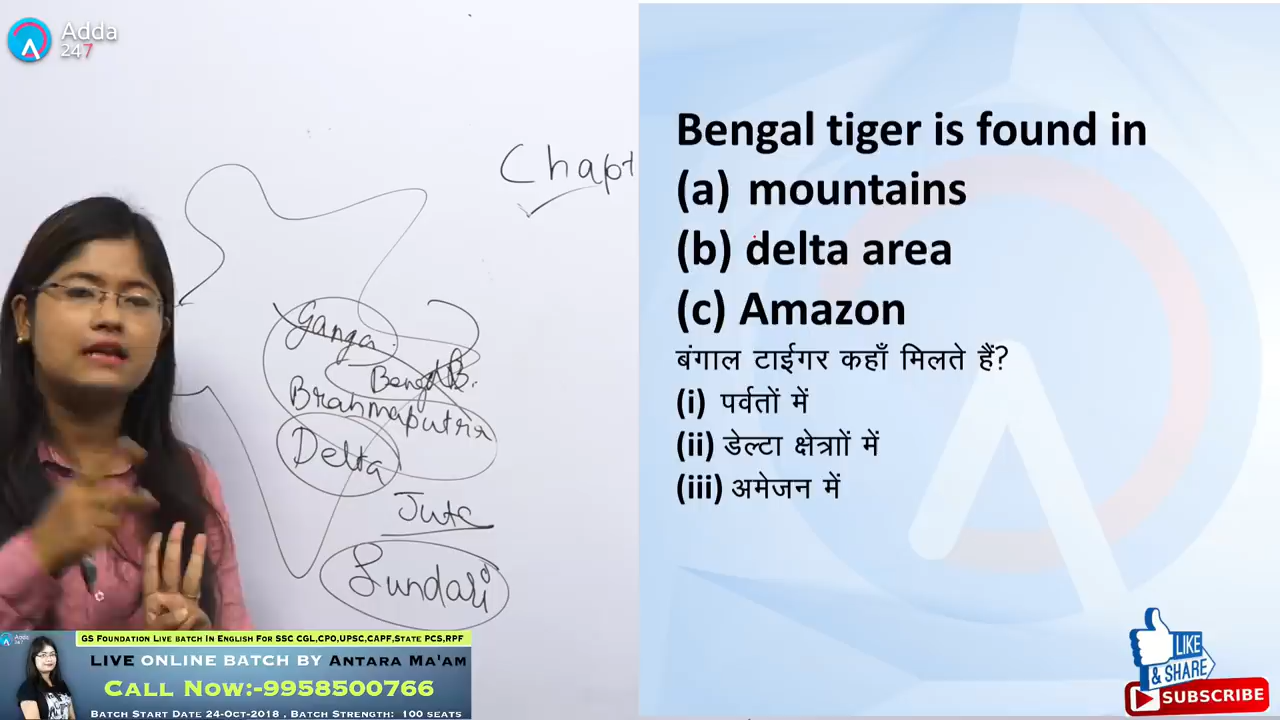 Adda
247
Chapt
Ganga
Brahmaputra
Delta
Jute
Sundari
Bengal tiger is found in
(a) mountains
(b) delta area
(c) Amazon
बंगाल टाईगर कहाँ मिलते हैं?
(i) पर्वतों में
(ii) डेल्टा क्षेत्राों में
(iii) अमेजन में
Adda
247
GS Foundation Live batch In English For SSC CGL,CPO,UPSC,CAPF,State PCS,RPF
LIVE ONLINE BATCH BY Antara Ma'am
Call Now:-9958500766
Batch Start Date 24-Oct-2018 , Batch Strength: 100 seats
LIKE
& SHARE
SUBSCRIBE